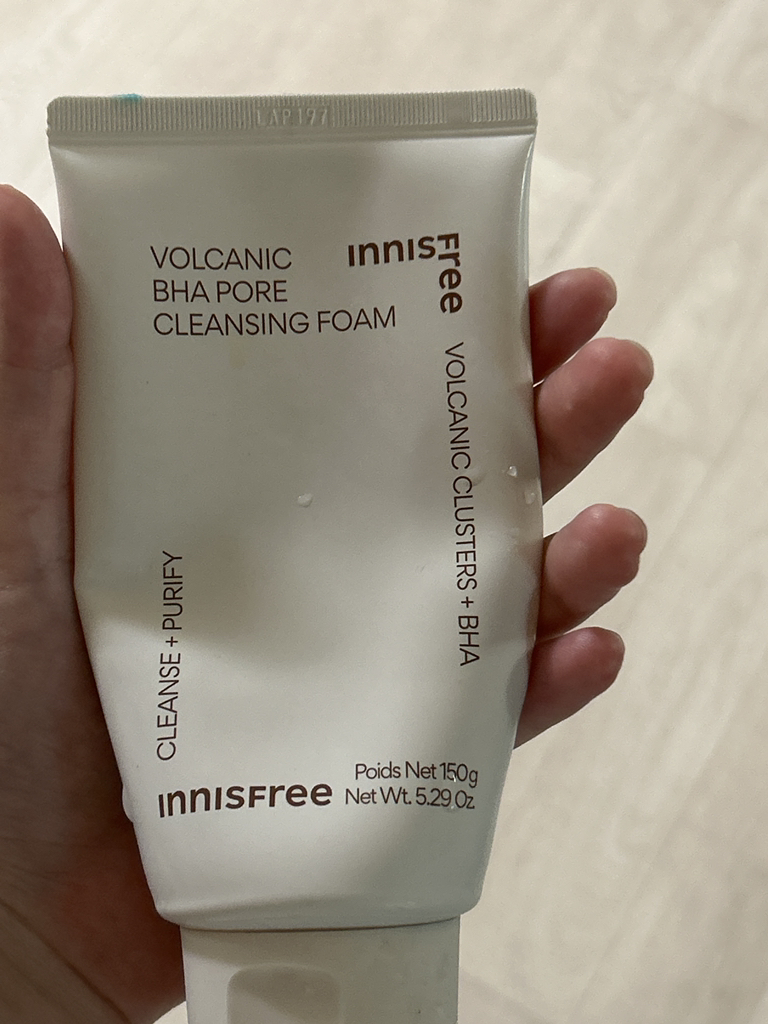 VOLCANIC
BHA PORE
CLEANSING FOAM
innisfree
VOLCANIC CLUSTERS + BHA
CLEANSE + PURIFY
innisfree
Poids Net 150g
Net Wt. 5.29 Oz